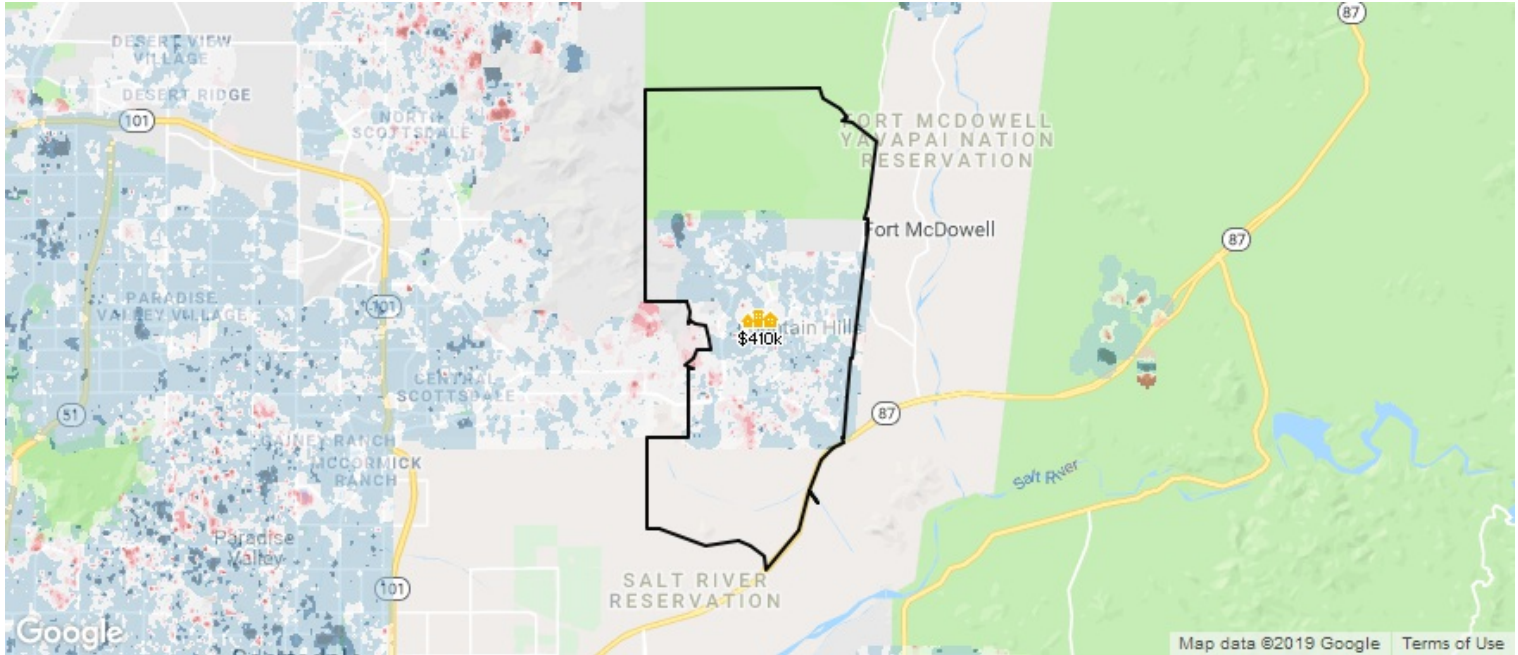 87
DESERT VIEW
VILLAGE
DESERT RIDGE
101
NORTH
SCOTTSDALE
FORT MCDOWELL
YAVAPAI NATION
RESERVATION
Fort McDowell
87
PARADISE
VALLEY VILLAGE
101
ntain Hills
$410k
CENTRAL
SCOTTSDALE
51
87
GAINEY RANCH
MCCORMICK
RANCH
Salt River
Paradise
Valley
101
SALT RIVER
RESERVATION
Google
Map data ©2019 Google
Terms of Use